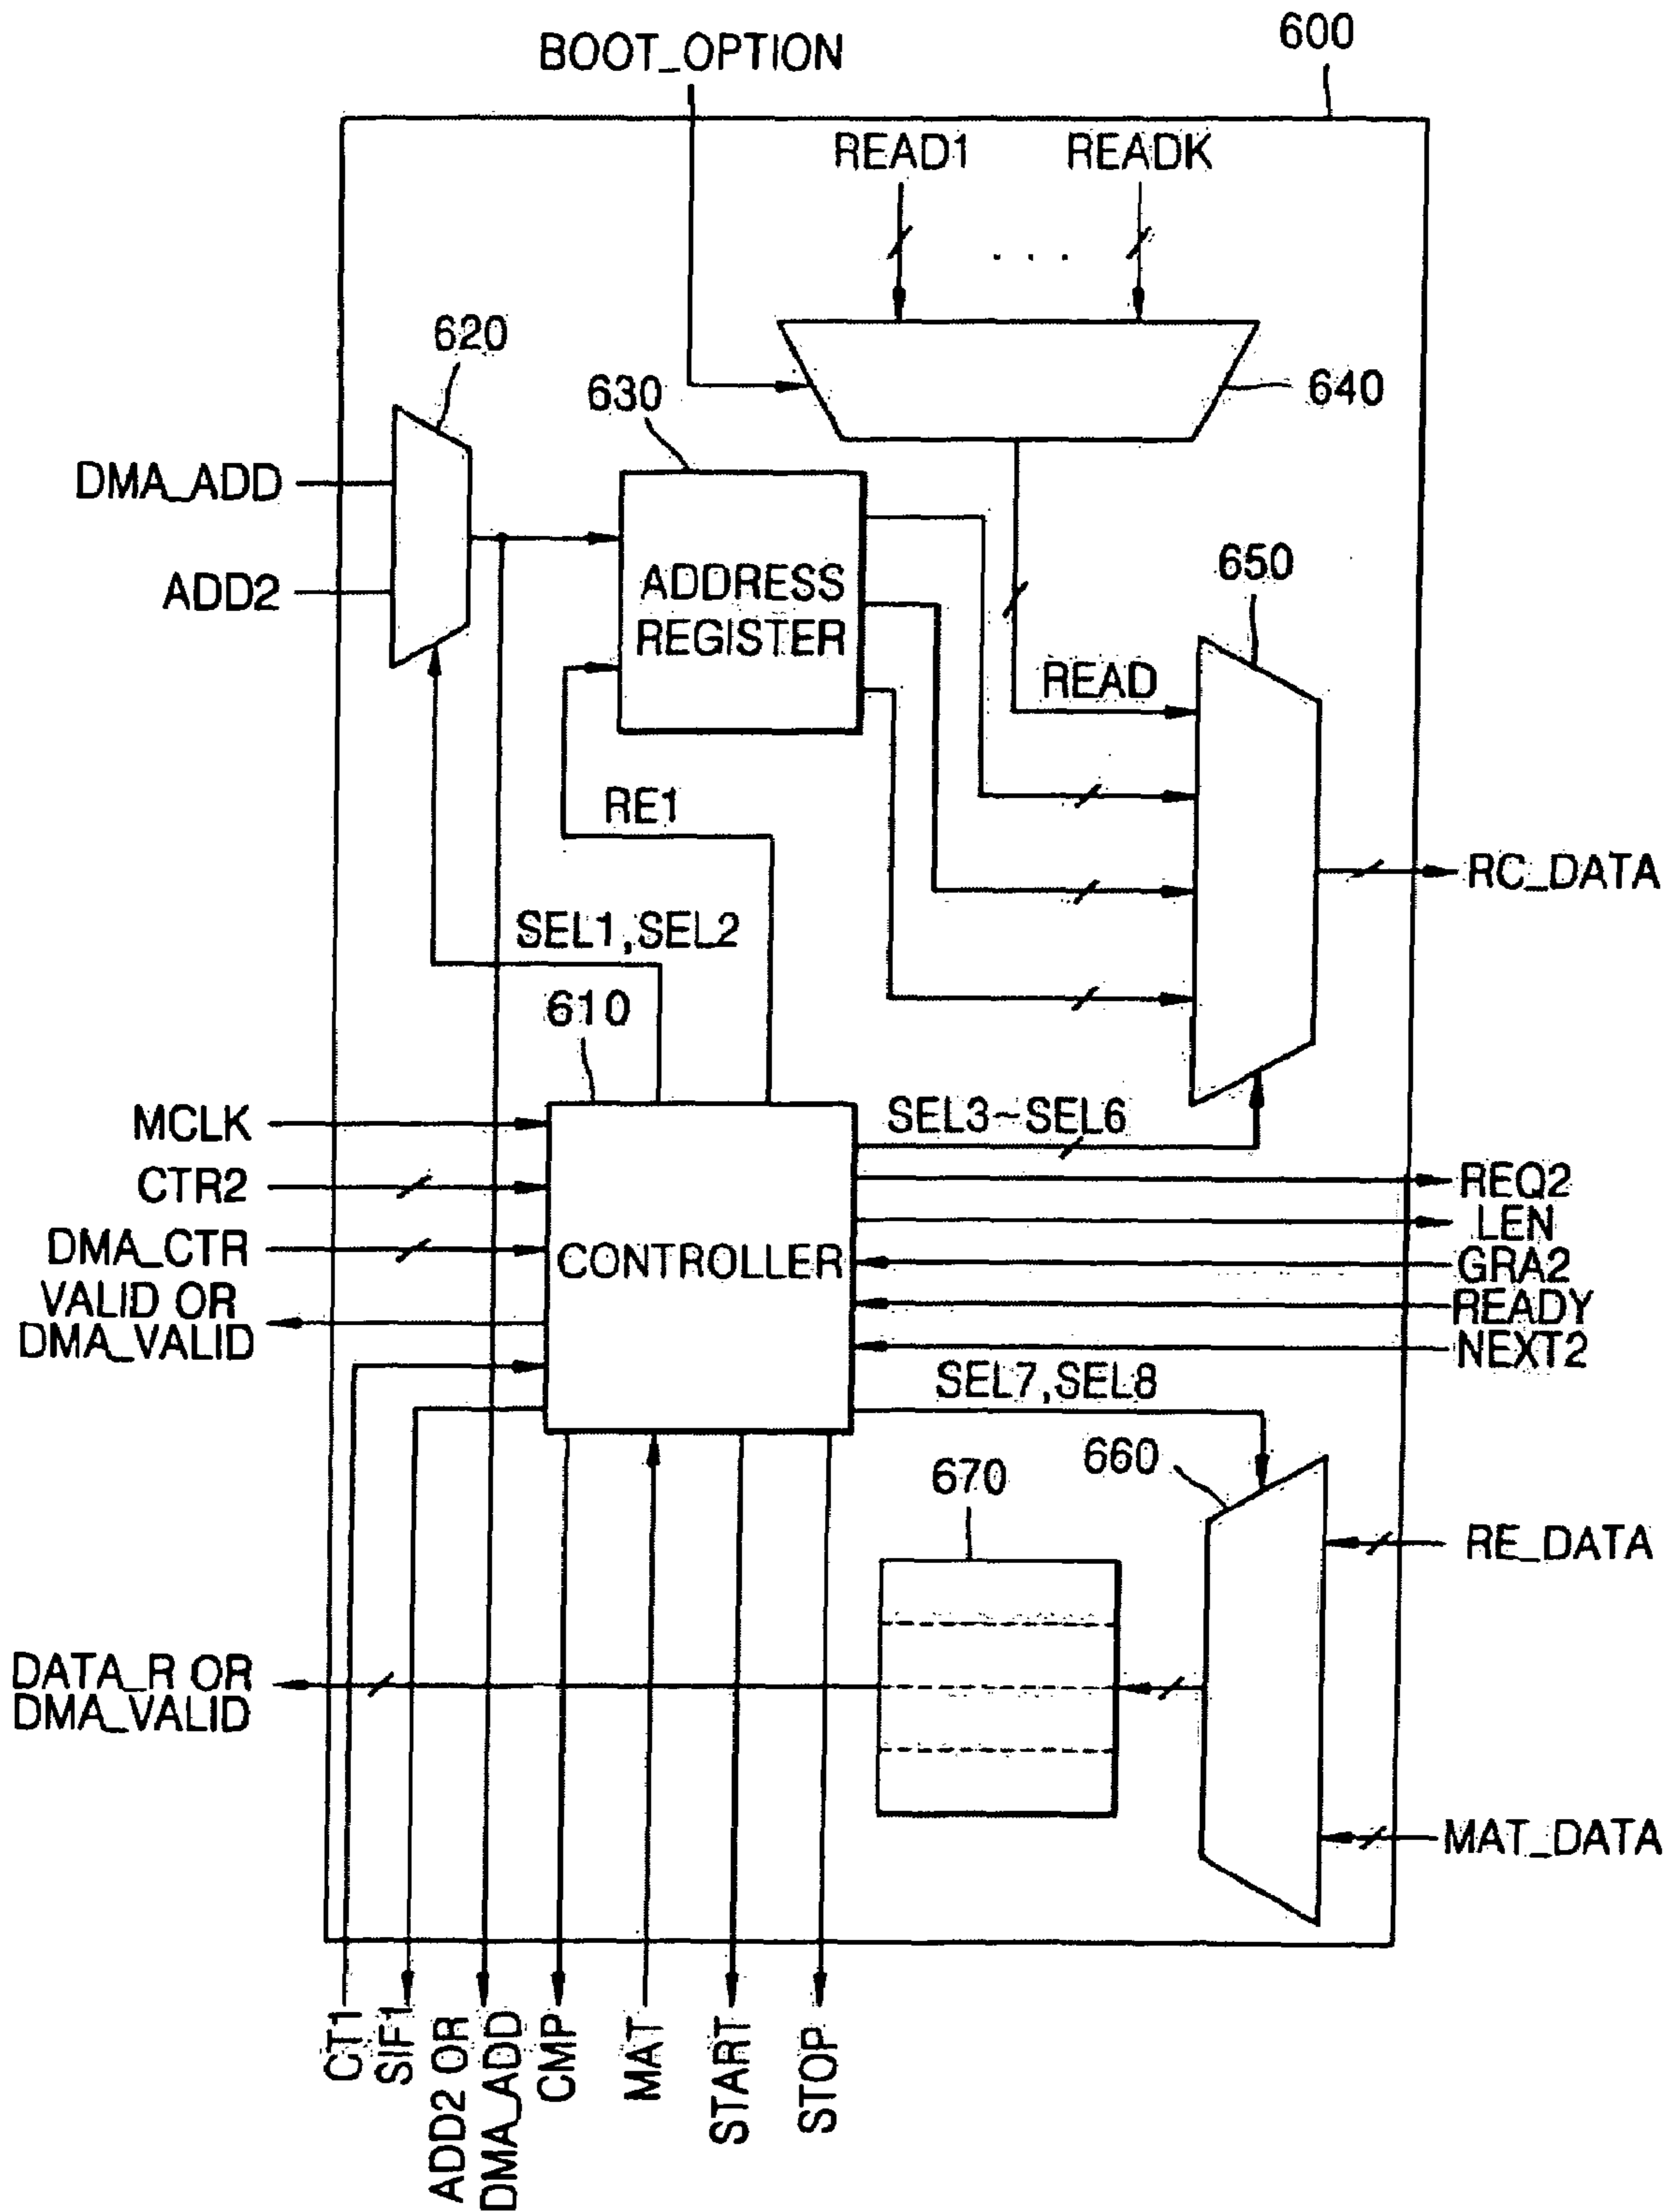 600
BOOT_OPTION
READ1
READK
. . .
620
630
640
DMA_ADD
ADD2
ADDRESS
REGISTER
650
READ
RE1
RC_DATA
SEL1,SEL2
610
MCLK
CTR2
DMA_CTR
VALID OR
DMA_VALID
CONTROLLER
SEL3~SEL6
REQ2
LEN
GRA2
READY
NEXT2
SEL7,SEL8
660
670
RE_DATA
DATA_R OR
DMA_VALID
MAT_DATA
CT1
SIF1
ADD2 OR
DMA_ADD
CMP
MAT
START
STOP